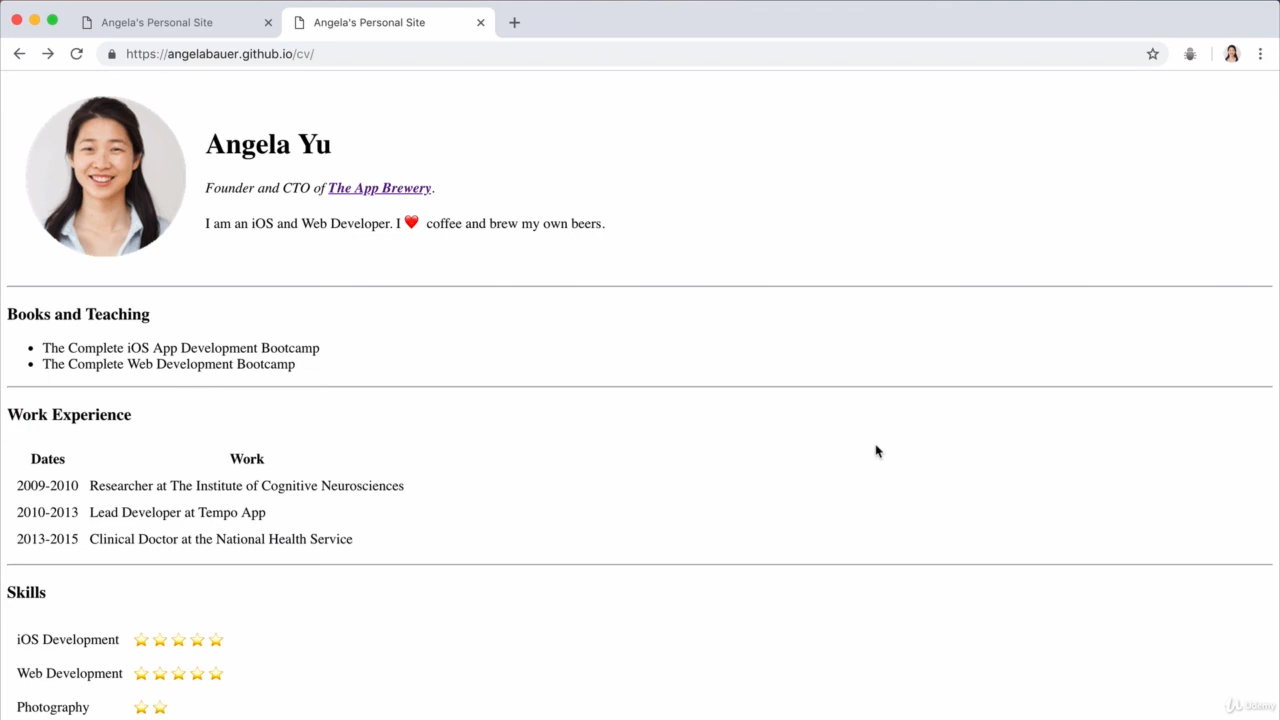 Angela's Personal Site
Angela's Personal Site
https://angelabauer.github.io/cv/
Angela Yu
Founder and CTO of The App Brewery.
I am an iOS and Web Developer. I ❤️ coffee and brew my own beers.
Books and Teaching
• The Complete iOS App Development Bootcamp
• The Complete Web Development Bootcamp
Work Experience
Dates Work
2009-2010 Researcher at The Institute of Cognitive Neurosciences
2010-2013 Lead Developer at Tempo App
2013-2015 Clinical Doctor at the National Health Service
Skills
iOS Development ⭐⭐⭐⭐⭐
Web Development ⭐⭐⭐⭐⭐
Photography ⭐⭐
Udemy